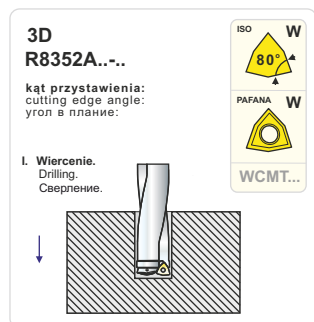 3D
R8352A..-..
kąt przystawienia:
cutting edge angle:
угол в плане:
ISO W
80°
PAFANA W
WCMT...
I. Wiercenie.
Drilling.
Сверление.